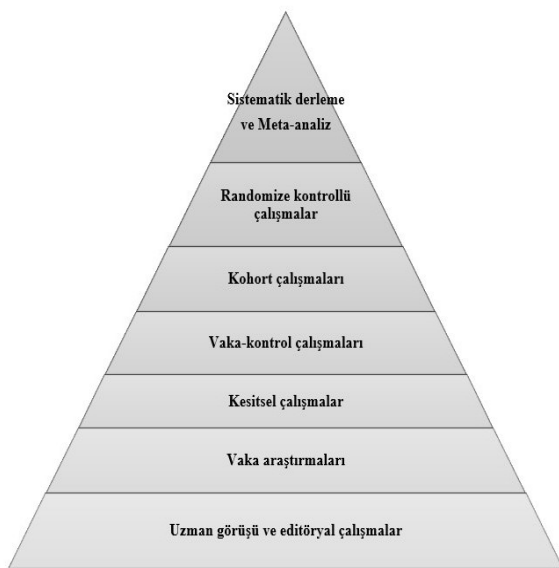 Sistematik derleme
ve Meta-analiz
Randomize kontrollü
çalışmalar
Kohort çalışmaları
Vaka-kontrol çalışmaları
Kesitsel çalışmalar
Vaka araştırmaları
Uzman görüşü ve editöryal çalışmalar